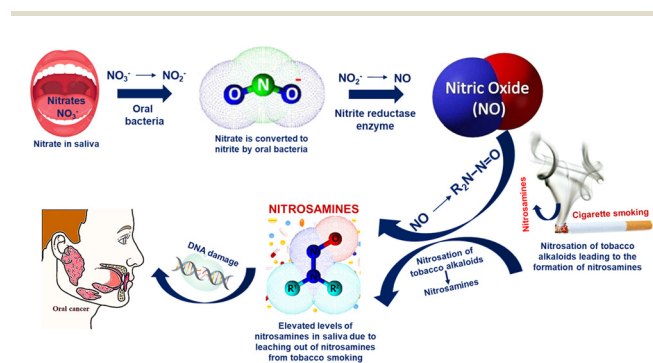 Nitrates
NO₃⁻
Nitrate in saliva
NO₃⁻ → NO₂⁻
Oral
bacteria
O N O ⁻
Nitrate is converted to
nitrite by oral bacteria
NO₂⁻ → NO
Nitrite reductase
enzyme
Nitric Oxide
(NO)
NO → R₂N–N=O
Nitrosamines
Cigarette smoking
Nitrosation of tobacco
alkaloids leading to the
formation of nitrosamines
Nitrosation of
tobacco alkaloids
Nitrosamines
NITROSAMINES
O
N
N
R¹ R²
Elevated levels of
nitrosamines in saliva due to
leaching out of nitrosamines
from tobacco smoking
DNA damage
Oral cancer